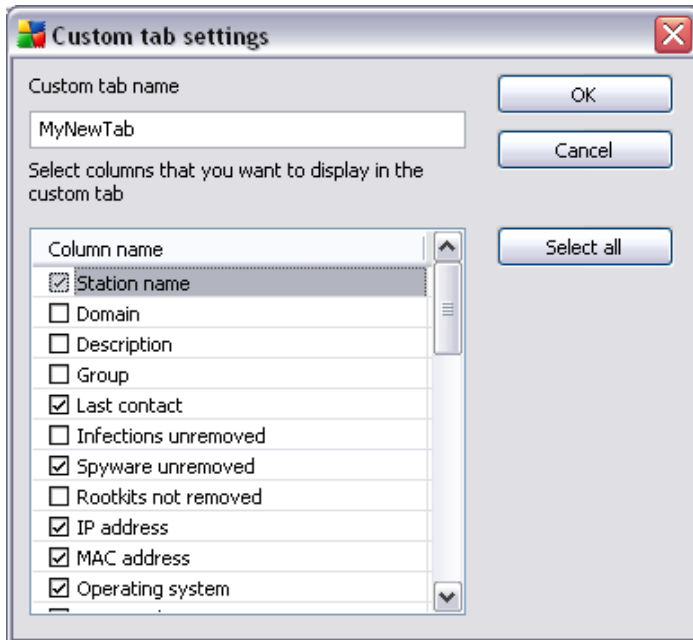 Custom tab settings
Custom tab name
OK
MyNewTab
Cancel
Select columns that you want to display in the
custom tab
Select all
Column name
Station name
Domain
Description
Group
Last contact
Infections unremoved
Spyware unremoved
Rootkits not removed
IP address
MAC address
Operating system